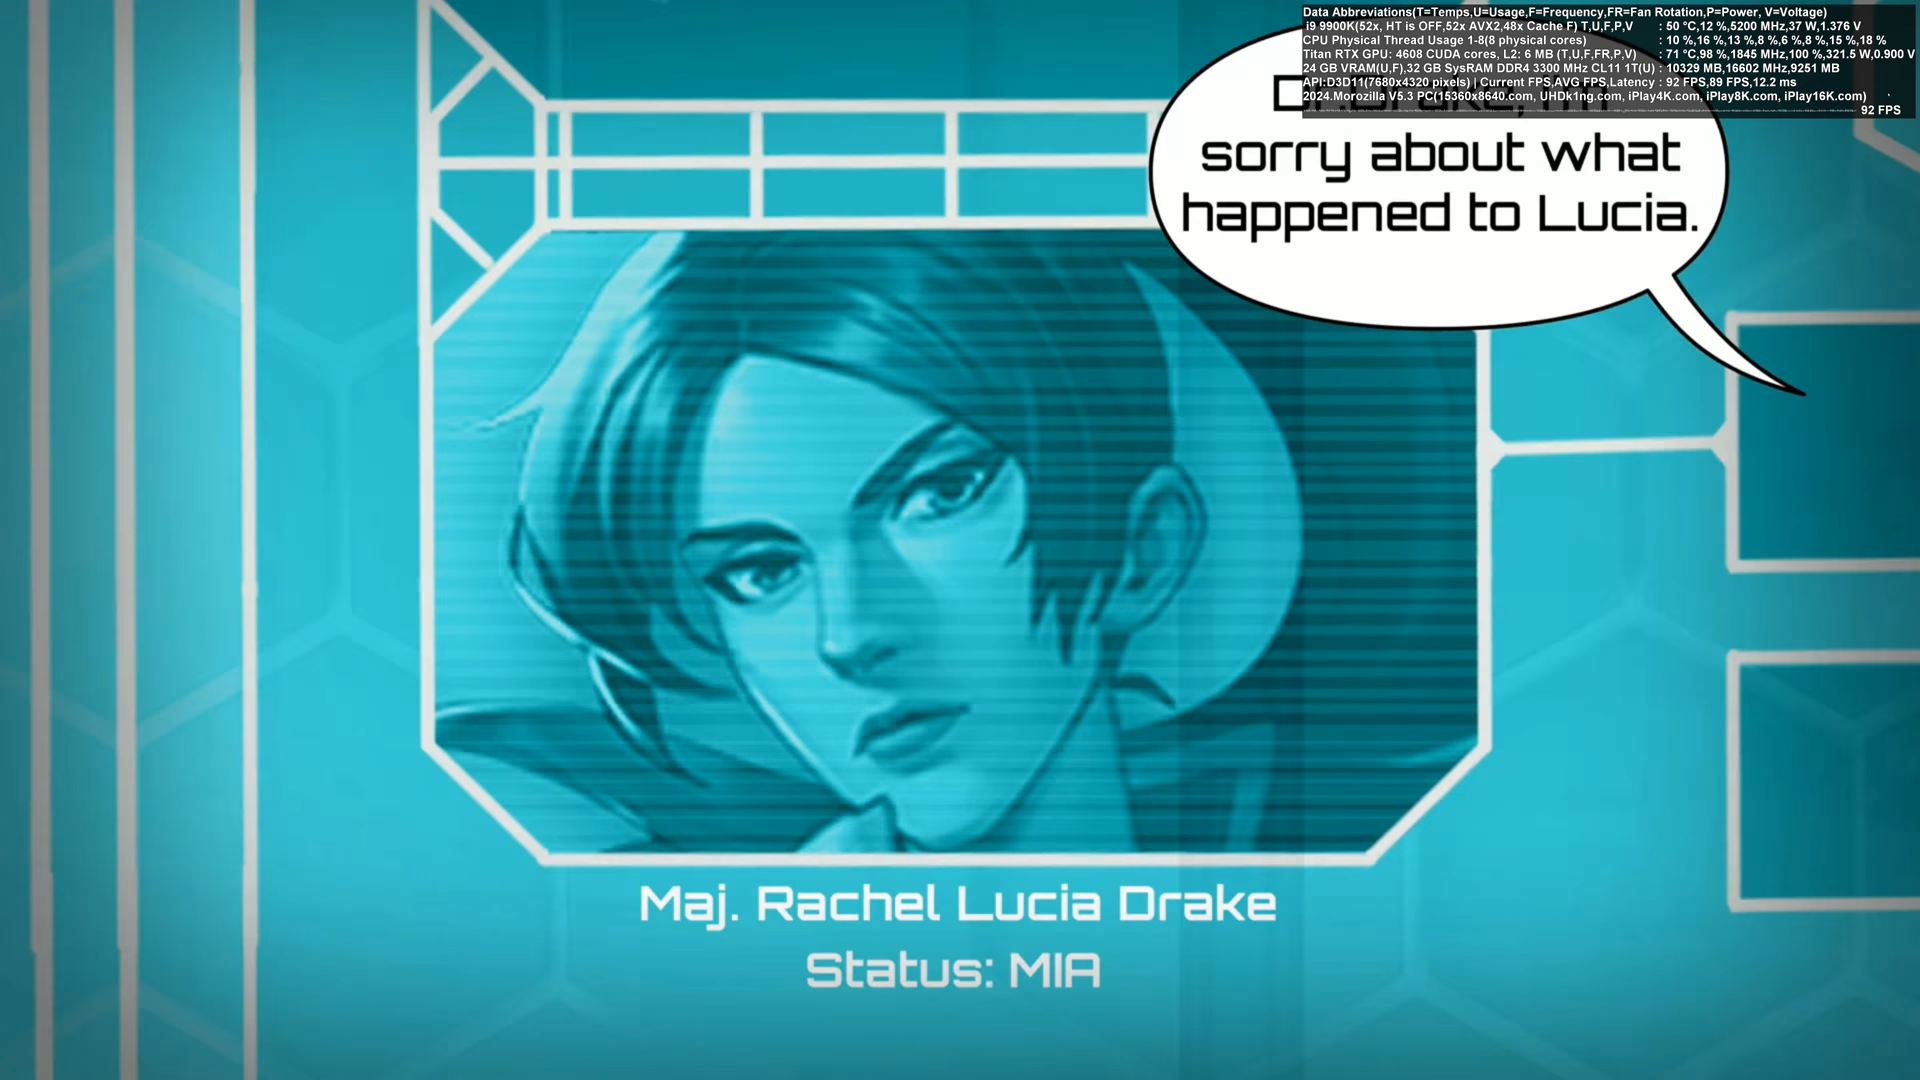 Data Abbreviations(T=Temps,U=Usage,F=Frequency,FR=Fan Rotation,P=Power, V=Voltage)
i9 9900K(52x, HT is OFF,52x AVX2,48x Cache F) T,U,F,P,V : 50 °C,12 %,5200 MHz,37 W,1.376 V
CPU Physical Thread Usage 1-8(8 physical cores) : 10 %,16 %,13 %,8 %,6 %,8 %,15 %,18 %
Titan RTX GPU: 4608 CUDA cores, L2: 6 MB (T,U,F,FR,P,V) : 71 °C,98 %,1845 MHz,100 %,321.5 W,0.900 V
24 GB VRAM(U,F),32 GB SysRAM DDR4 3300 MHz CL11 1T(U) : 10329 MB,16602 MHz,9251 MB
API:D3D11(7680x4320 pixels) | Current FPS,AVG FPS,Latency : 92 FPS,89 FPS,12.2 ms
2024.Morozilla V5.3 PC(15360x8640.com, UHDk1ng.com, iPlay4K.com, iPlay8K.com, iPlay16K.com)
92 FPS
Dr. Drake, I'm
sorry about what
happened to Lucia.
Maj. Rachel Lucia Drake
Status: MIA